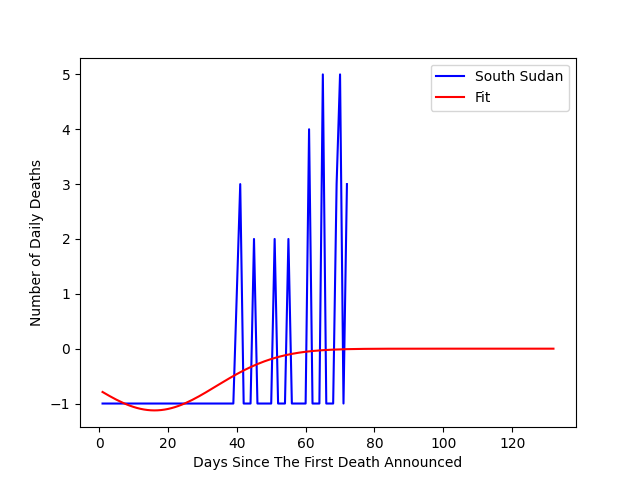 South Sudan
Fit
5
4
3
2
1
0
−1
Number of Daily Deaths
0 20 40 60 80 100 120
Days Since The First Death Announced